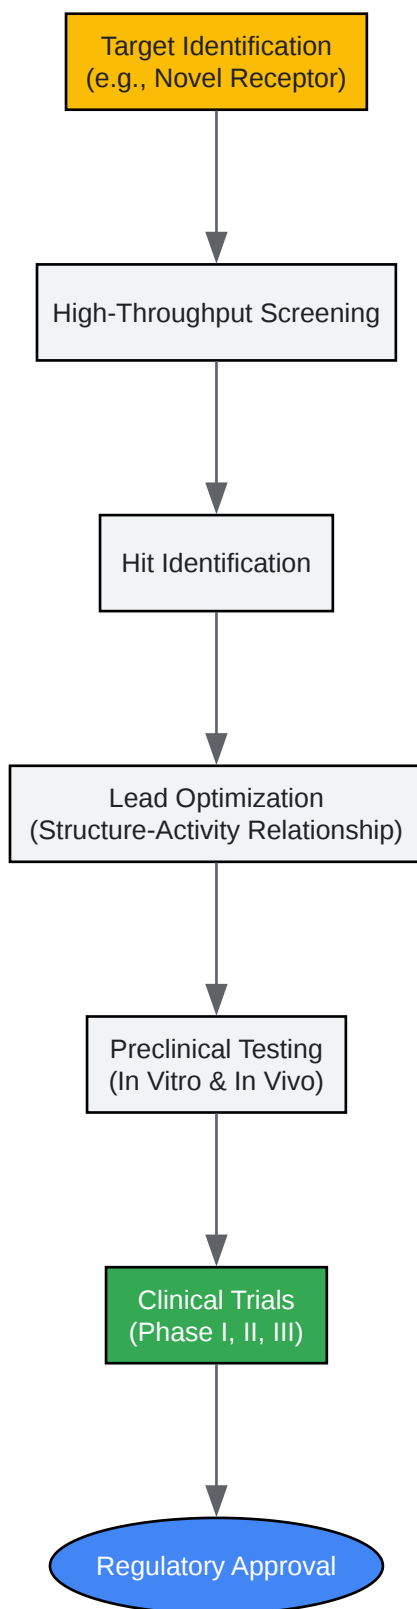 Target Identification
(e.g., Novel Receptor)
High-Throughput Screening
Hit Identification
Lead Optimization
(Structure-Activity Relationship)
Preclinical Testing
(In Vitro & In Vivo)
Clinical Trials
(Phase I, II, III)
Regulatory Approval